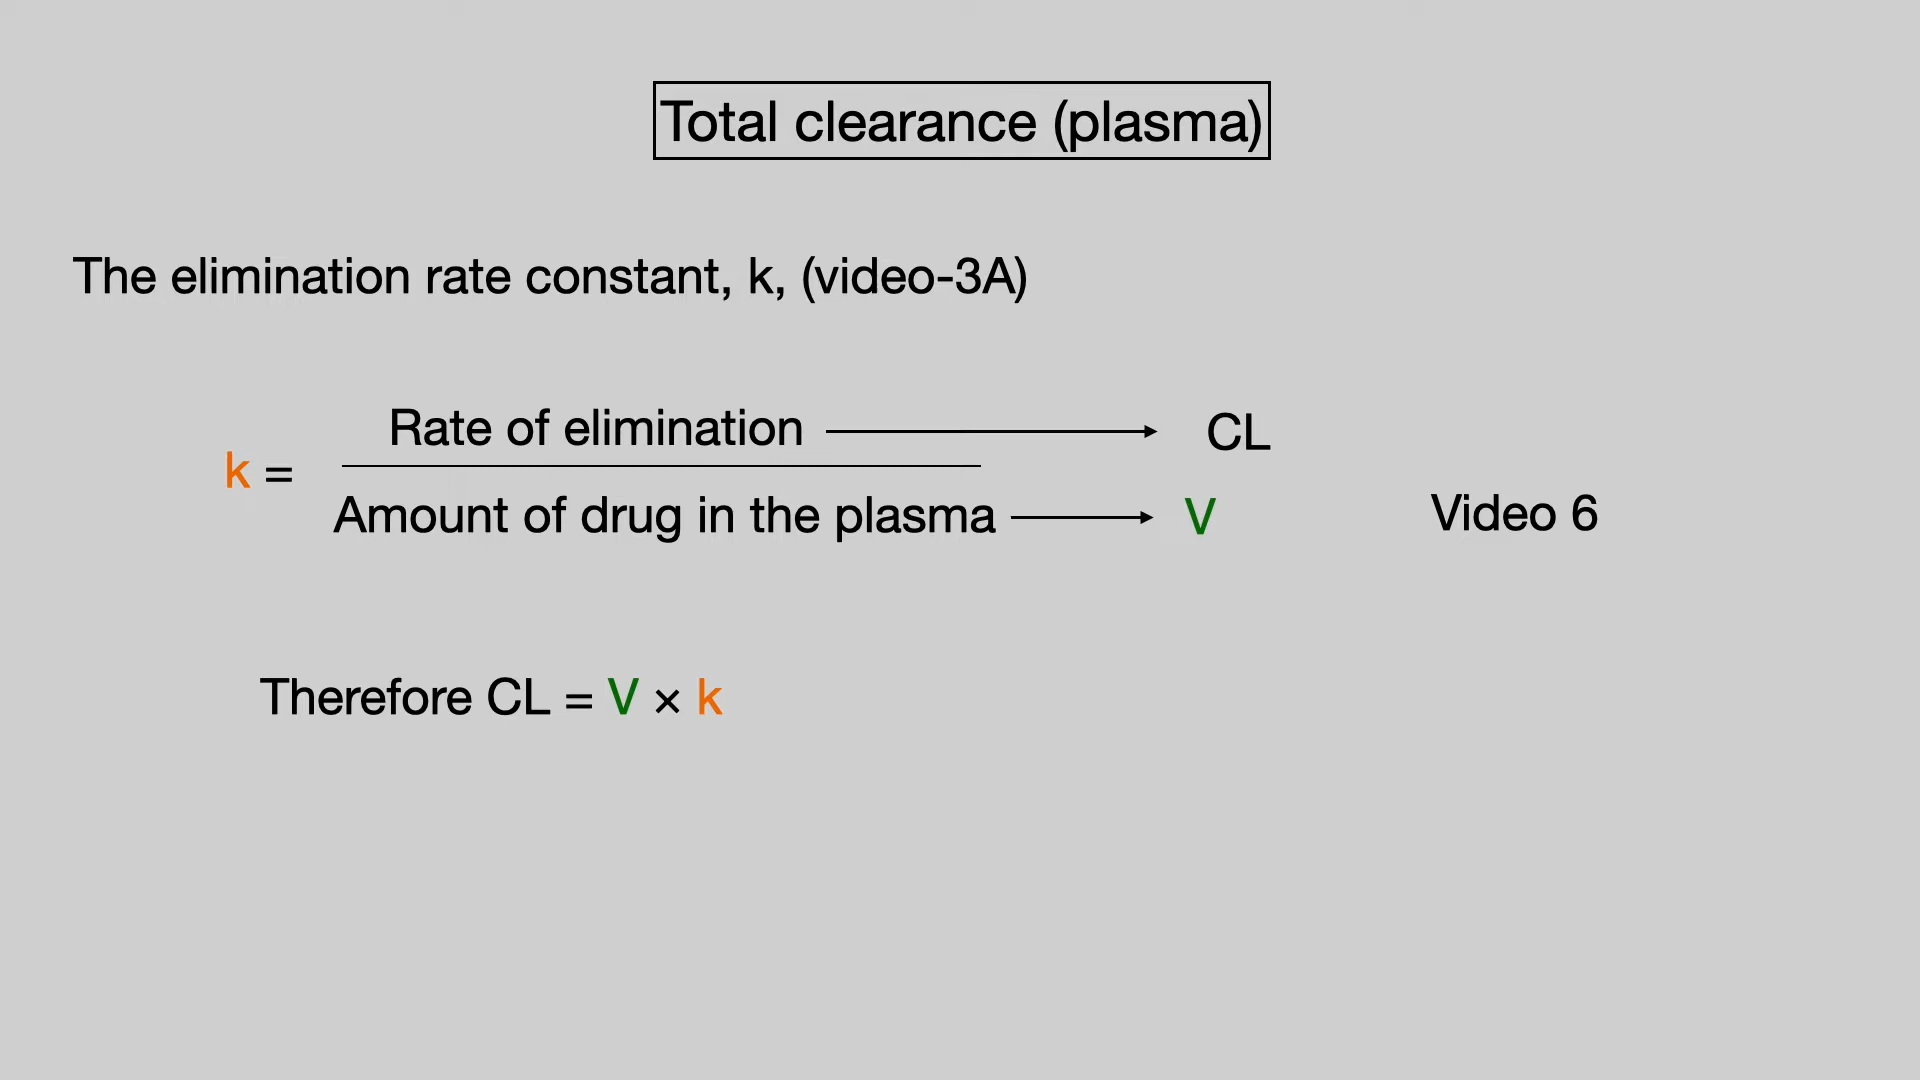 Total clearance (plasma)
The elimination rate constant, k, (video-3A)
Rate of elimination CL
k =
Amount of drug in the plasma V Video 6
Therefore CL = V × k